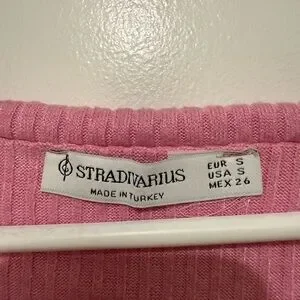 STRADIVARIUS
MADE IN TURKEY
EUR S
USA S
MEX 26